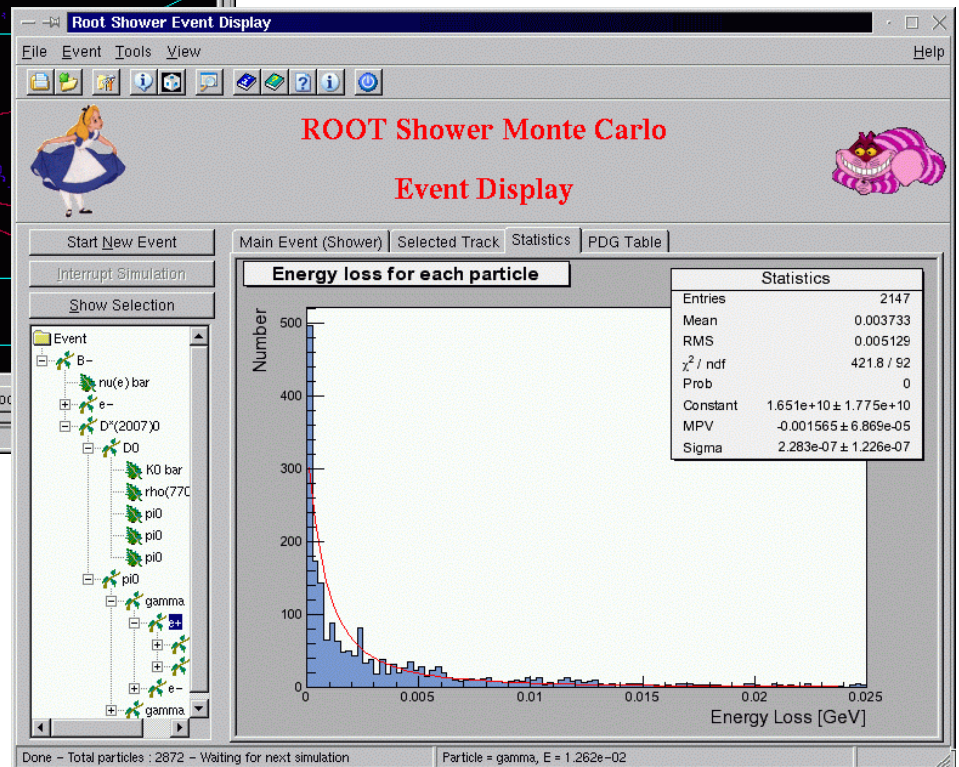 Root Shower Event Display
File Event Tools View Help
ROOT Shower Monte Carlo
Event Display
Start New Event
Interrupt Simulation
Show Selection
Event
B-
nu(e) bar
e-
D*(2007)0
D0
K0 bar
rho(770
pi0
pi0
pi0
pi0
gamma
e+
e-
gamma
Main Event (Shower) Selected Track Statistics PDG Table
Energy loss for each particle
Statistics
Entries 2147
Mean 0.003733
RMS 0.005129
χ² / ndf 421.8 / 92
Prob 0
Constant 1.651e+10 ± 1.775e+10
MPV -0.001565 ± 6.869e-05
Sigma 2.283e-07 ± 1.226e-07
Number
500
400
300
200
100
0
0 0.005 0.01 0.015 0.02 0.025
Energy Loss [GeV]
Done - Total particles : 2872 - Waiting for next simulation
Particle = gamma, E = 1.262e-02